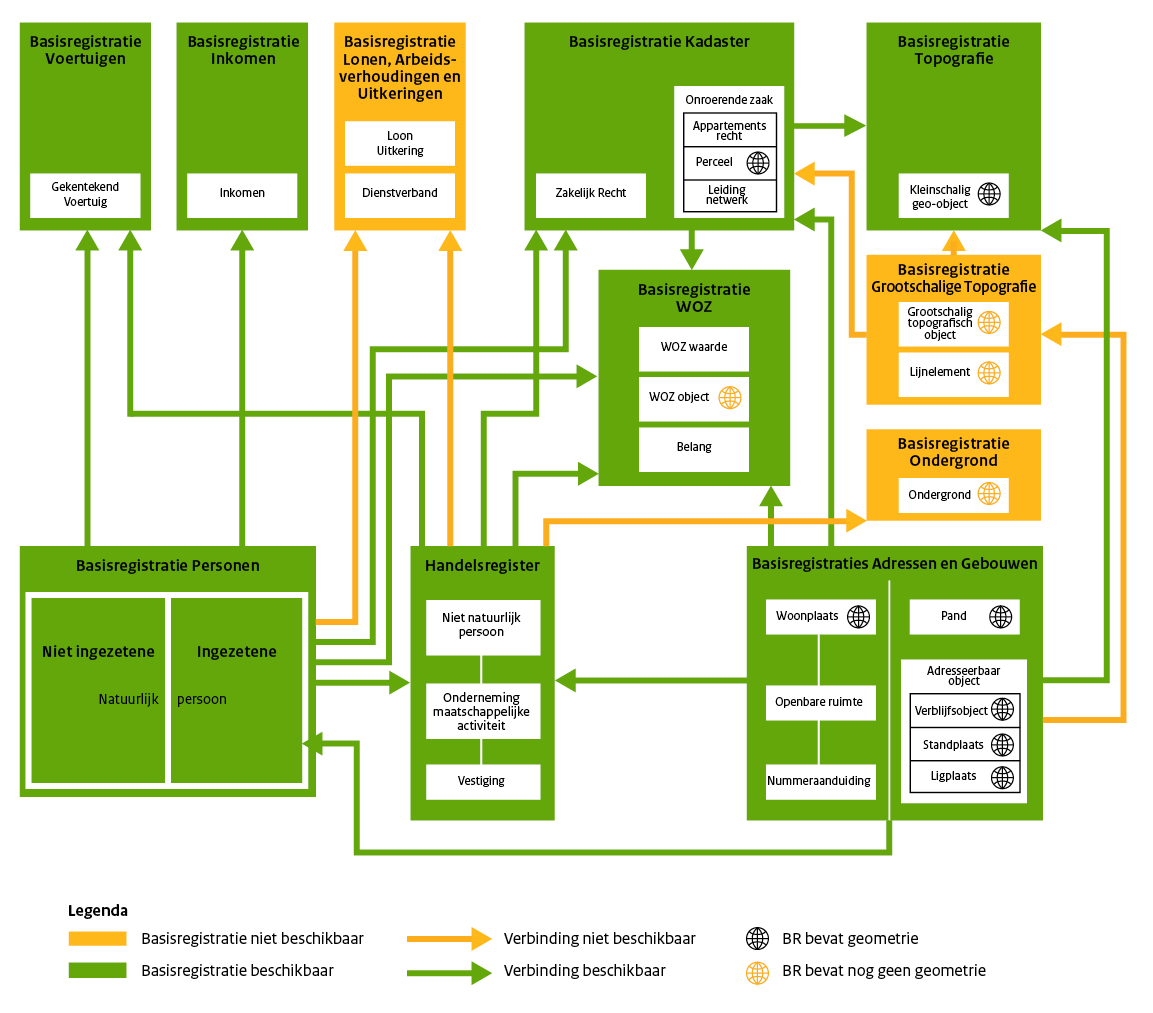 Basisregistratie
Voertuigen
Gekentekend
Voertuig
Basisregistratie
Inkomen
Inkomen
Basisregistratie
Lonen, Arbeids-
verhoudingen en
Uitkeringen
Loon
Uitkering
Dienstverband
Basisregistratie Kadaster
Onroerende zaak
Appartements
recht
Perceel
Leiding
netwerk
Zakelijk Recht
Basisregistratie
Topografie
Kleinschalig
geo-object
Basisregistratie
WOZ
WOZ waarde
WOZ object
Belang
Basisregistratie
Grootschalige Topografie
Grootschalig
topografisch
object
Lijnelement
Basisregistratie
Ondergrond
Ondergrond
Basisregistratie Personen
Niet ingezetene
Ingezetene
Natuurlijk persoon
Handelsregister
Niet natuurlijk
persoon
Onderneming
maatschappelijke
activiteit
Vestiging
Basisregistraties Adressen en Gebouwen
Woonplaats
Openbare ruimte
Nummeraanduiding
Pand
Adresseerbaar
object
Verblijfsobject
Standplaats
Ligplaats
Legenda
Basisregistratie niet beschikbaar
Basisregistratie beschikbaar
Verbinding niet beschikbaar
Verbinding beschikbaar
BR bevat geometrie
BR bevat nog geen geometrie